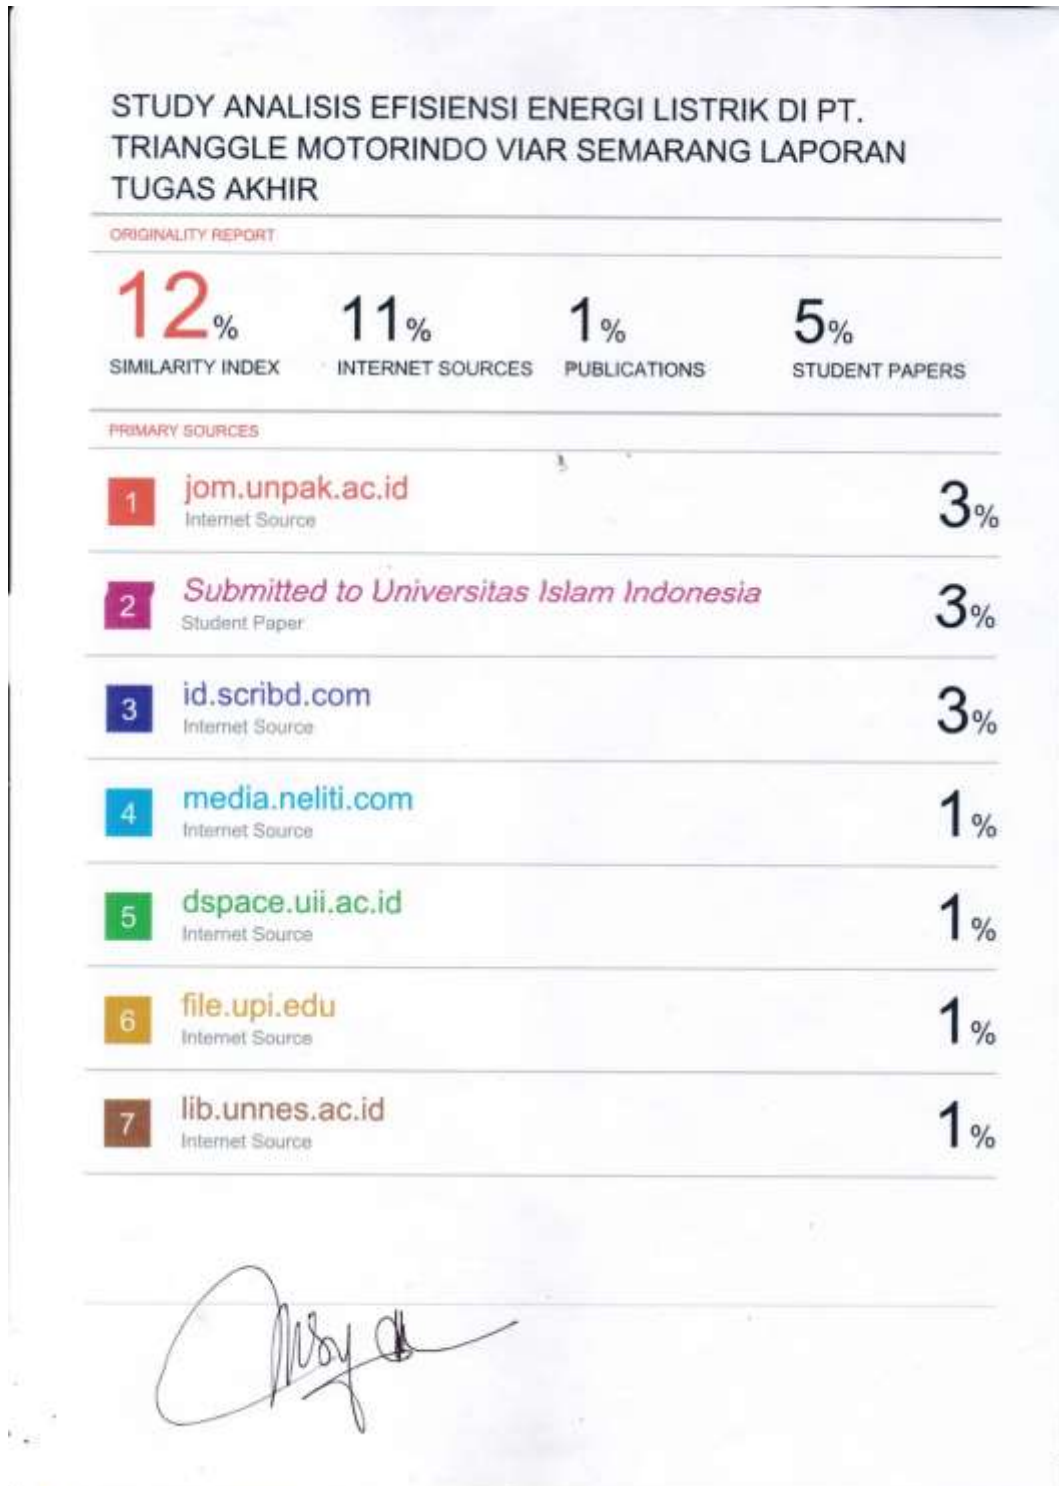 STUDY ANALISIS EFISIENSI ENERGI LISTRIK DI PT.
TRIANGGLE MOTORINDO VIAR SEMARANG LAPORAN
TUGAS AKHIR
ORIGINALITY REPORT
12% 11% 1% 5%
SIMILARITY INDEX INTERNET SOURCES PUBLICATIONS STUDENT PAPERS
PRIMARY SOURCES
1 jom.unpak.ac.id 3%
Internet Source
2 Submitted to Universitas Islam Indonesia 3%
Student Paper
3 id.scribd.com 3%
Internet Source
4 media.neliti.com 1%
Internet Source
5 dspace.uii.ac.id 1%
Internet Source
6 file.upi.edu 1%
Internet Source
7 lib.unnes.ac.id 1%
Internet Source